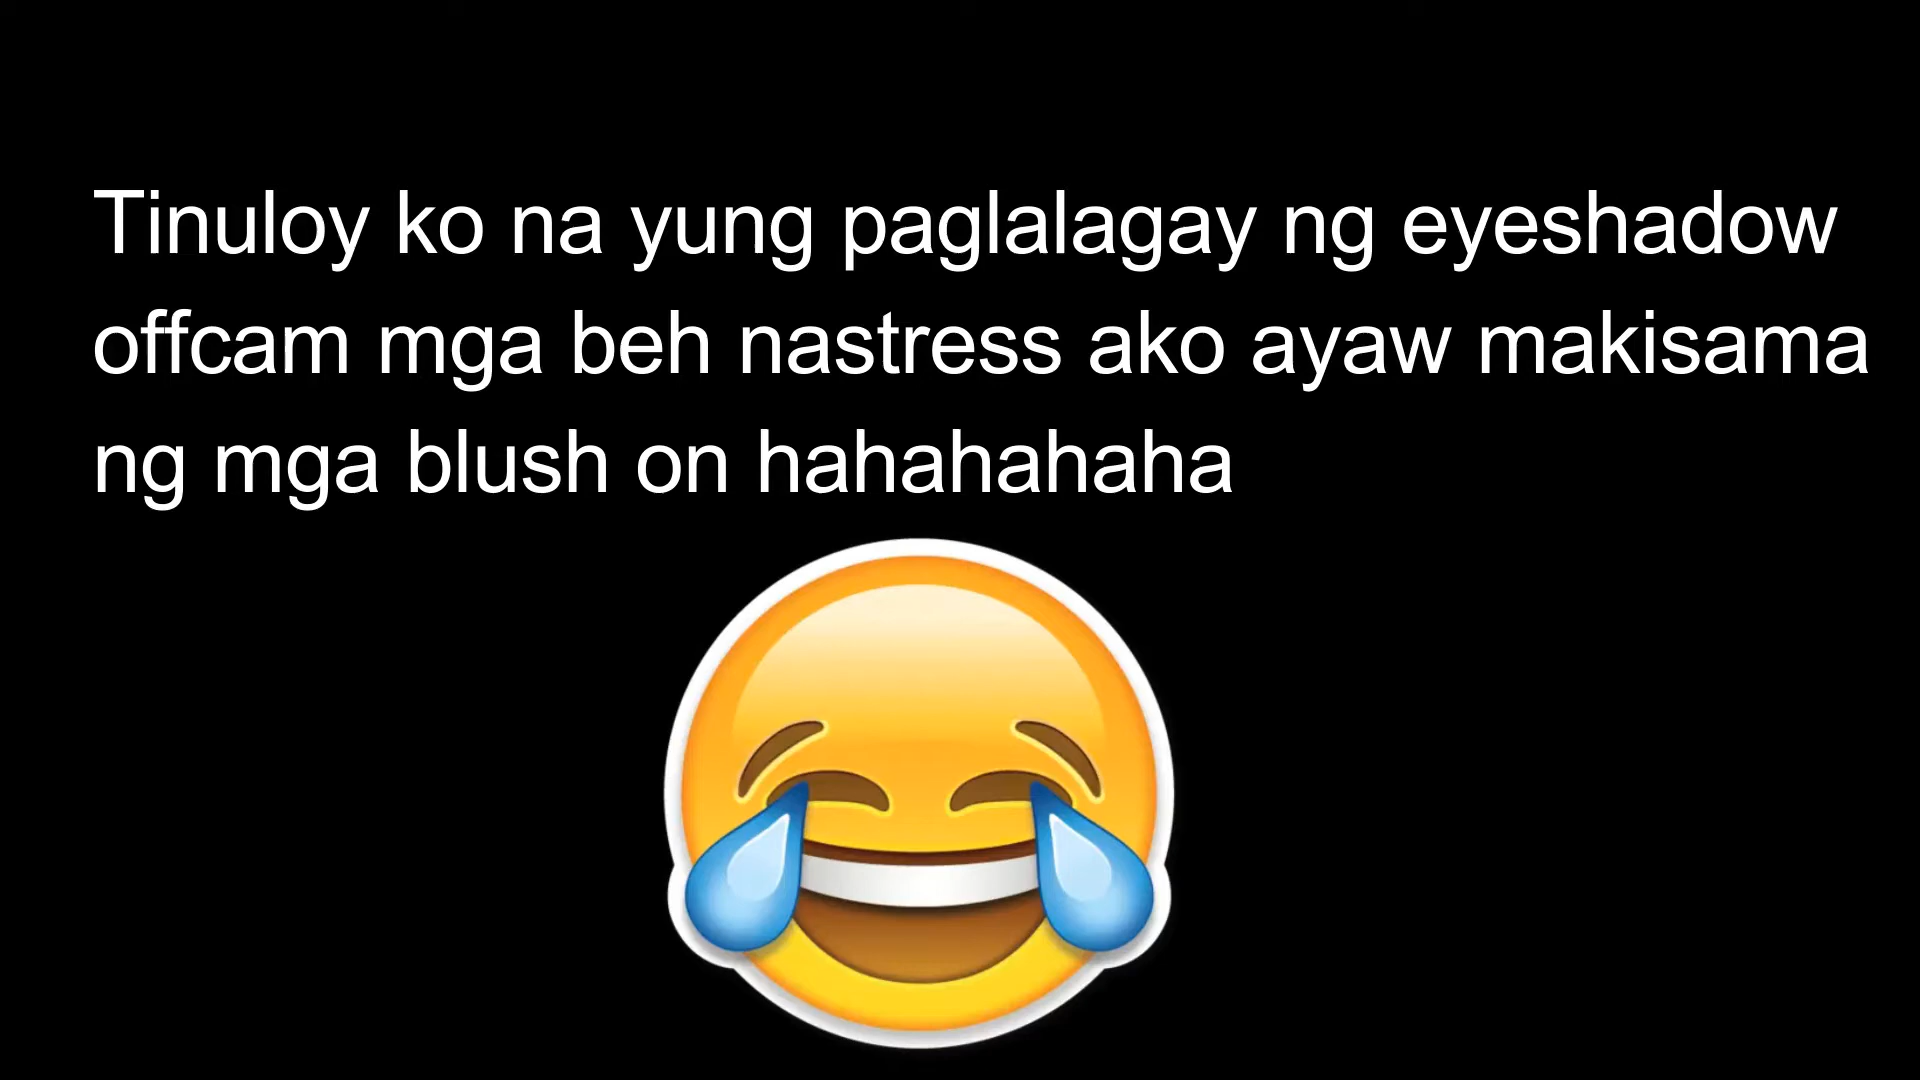 Tinuloy ko na yung paglalagay ng eyeshadow
offcam mga beh nastress ako ayaw makisama
ng mga blush on hahahahaha